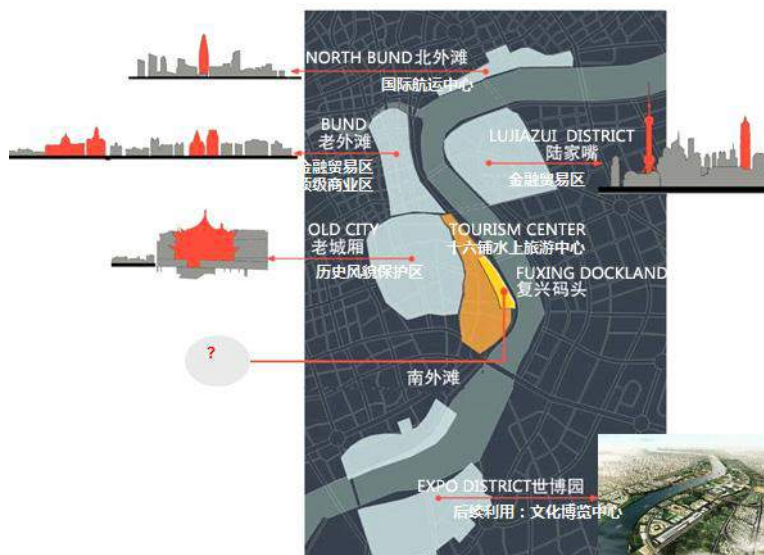 NORTH BUND 北外滩
国际航运中心
BUND
老外滩
金融贸易区
顶级商业区
LUJIAZUI DISTRICT
陆家嘴
金融贸易区
OLD CITY
老城厢
历史风貌保护区
TOURISM CENTER
十六铺水上旅游中心
FUXING DOCKLAND
复兴码头
?
南外滩
EXPO DISTRICT世博园
后续利用：文化博览中心